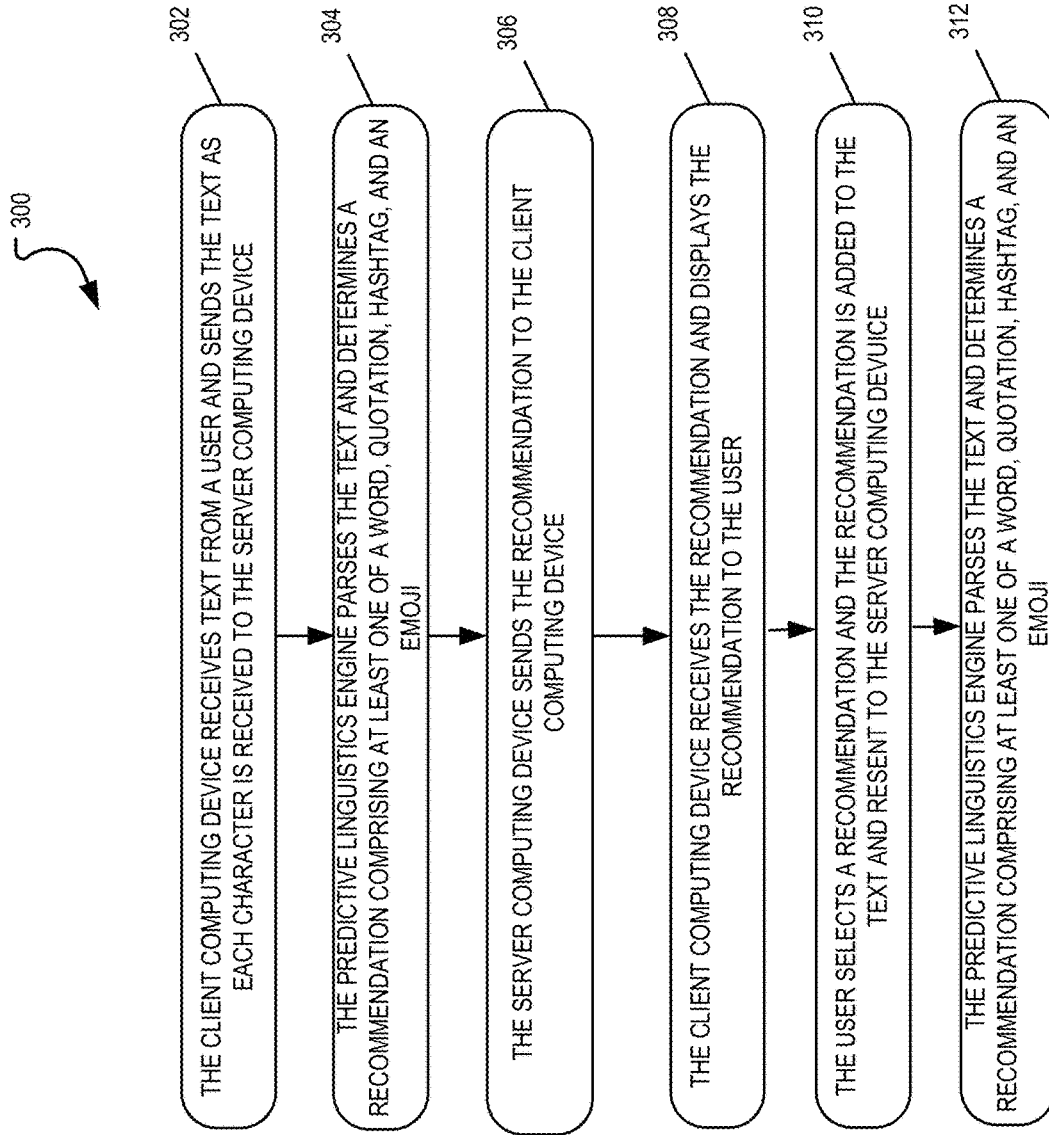 300
302
THE CLIENT COMPUTING DEVICE RECEIVES TEXT FROM A USER AND SENDS THE TEXT AS
EACH CHARACTER IS RECEIVED TO THE SERVER COMPUTING DEVICE
304
THE PREDICTIVE LINGUISTICS ENGINE PARSES THE TEXT AND DETERMINES A
RECOMMENDATION COMPRISING AT LEAST ONE OF A WORD, QUOTATION, HASHTAG, AND AN
EMOJI
306
THE SERVER COMPUTING DEVICE SENDS THE RECOMMENDATION TO THE CLIENT
COMPUTING DEVICE
308
THE CLIENT COMPUTING DEVICE RECEIVES THE RECOMMENDATION AND DISPLAYS THE
RECOMMENDATION TO THE USER
310
THE USER SELECTS A RECOMMENDATION AND THE RECOMMENDATION IS ADDED TO THE
TEXT AND RESENT TO THE SERVER COMPUTING DEVUICE
312
THE PREDICTIVE LINGUISTICS ENGINE PARSES THE TEXT AND DETERMINES A
RECOMMENDATION COMPRISING AT LEAST ONE OF A WORD, QUOTATION, HASHTAG, AND AN
EMOJI